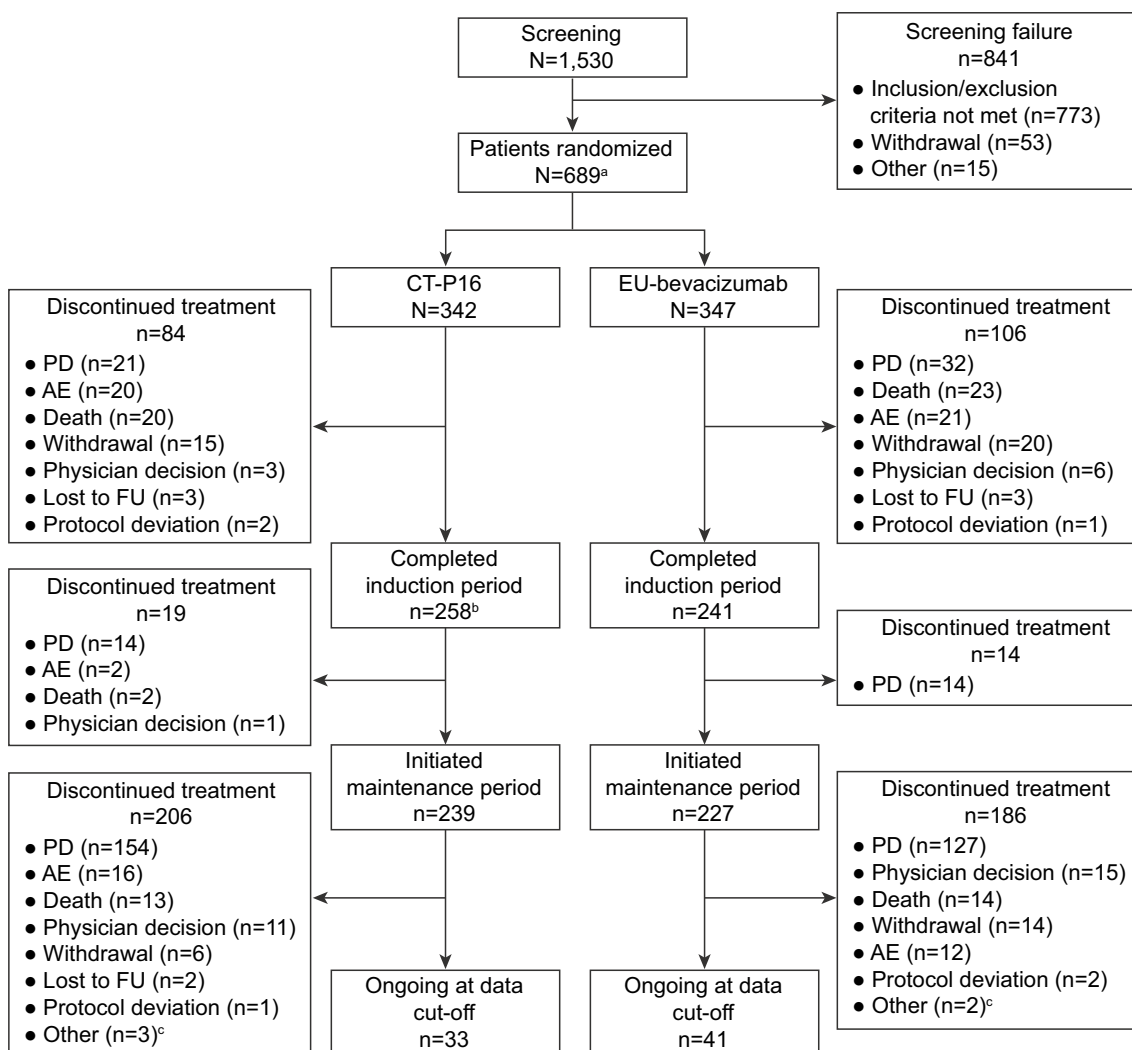 Screening
N=1,530
Screening failure
n=841
● Inclusion/exclusion
criteria not met (n=773)
● Withdrawal (n=53)
● Other (n=15)
Patients randomized
N=689ᵃ
CT-P16
N=342
EU-bevacizumab
N=347
Discontinued treatment
n=84
● PD (n=21)
● AE (n=20)
● Death (n=20)
● Withdrawal (n=15)
● Physician decision (n=3)
● Lost to FU (n=3)
● Protocol deviation (n=2)
Discontinued treatment
n=106
● PD (n=32)
● Death (n=23)
● AE (n=21)
● Withdrawal (n=20)
● Physician decision (n=6)
● Lost to FU (n=3)
● Protocol deviation (n=1)
Completed
induction period
n=258ᵇ
Completed
induction period
n=241
Discontinued treatment
n=19
● PD (n=14)
● AE (n=2)
● Death (n=2)
● Physician decision (n=1)
Discontinued treatment
n=14
● PD (n=14)
Initiated
maintenance period
n=239
Initiated
maintenance period
n=227
Discontinued treatment
n=206
● PD (n=154)
● AE (n=16)
● Death (n=13)
● Physician decision (n=11)
● Withdrawal (n=6)
● Lost to FU (n=2)
● Protocol deviation (n=1)
● Other (n=3)ᶜ
Discontinued treatment
n=186
● PD (n=127)
● Physician decision (n=15)
● Death (n=14)
● Withdrawal (n=14)
● AE (n=12)
● Protocol deviation (n=2)
● Other (n=2)ᶜ
Ongoing at data
cut-off
n=33
Ongoing at data
cut-off
n=41